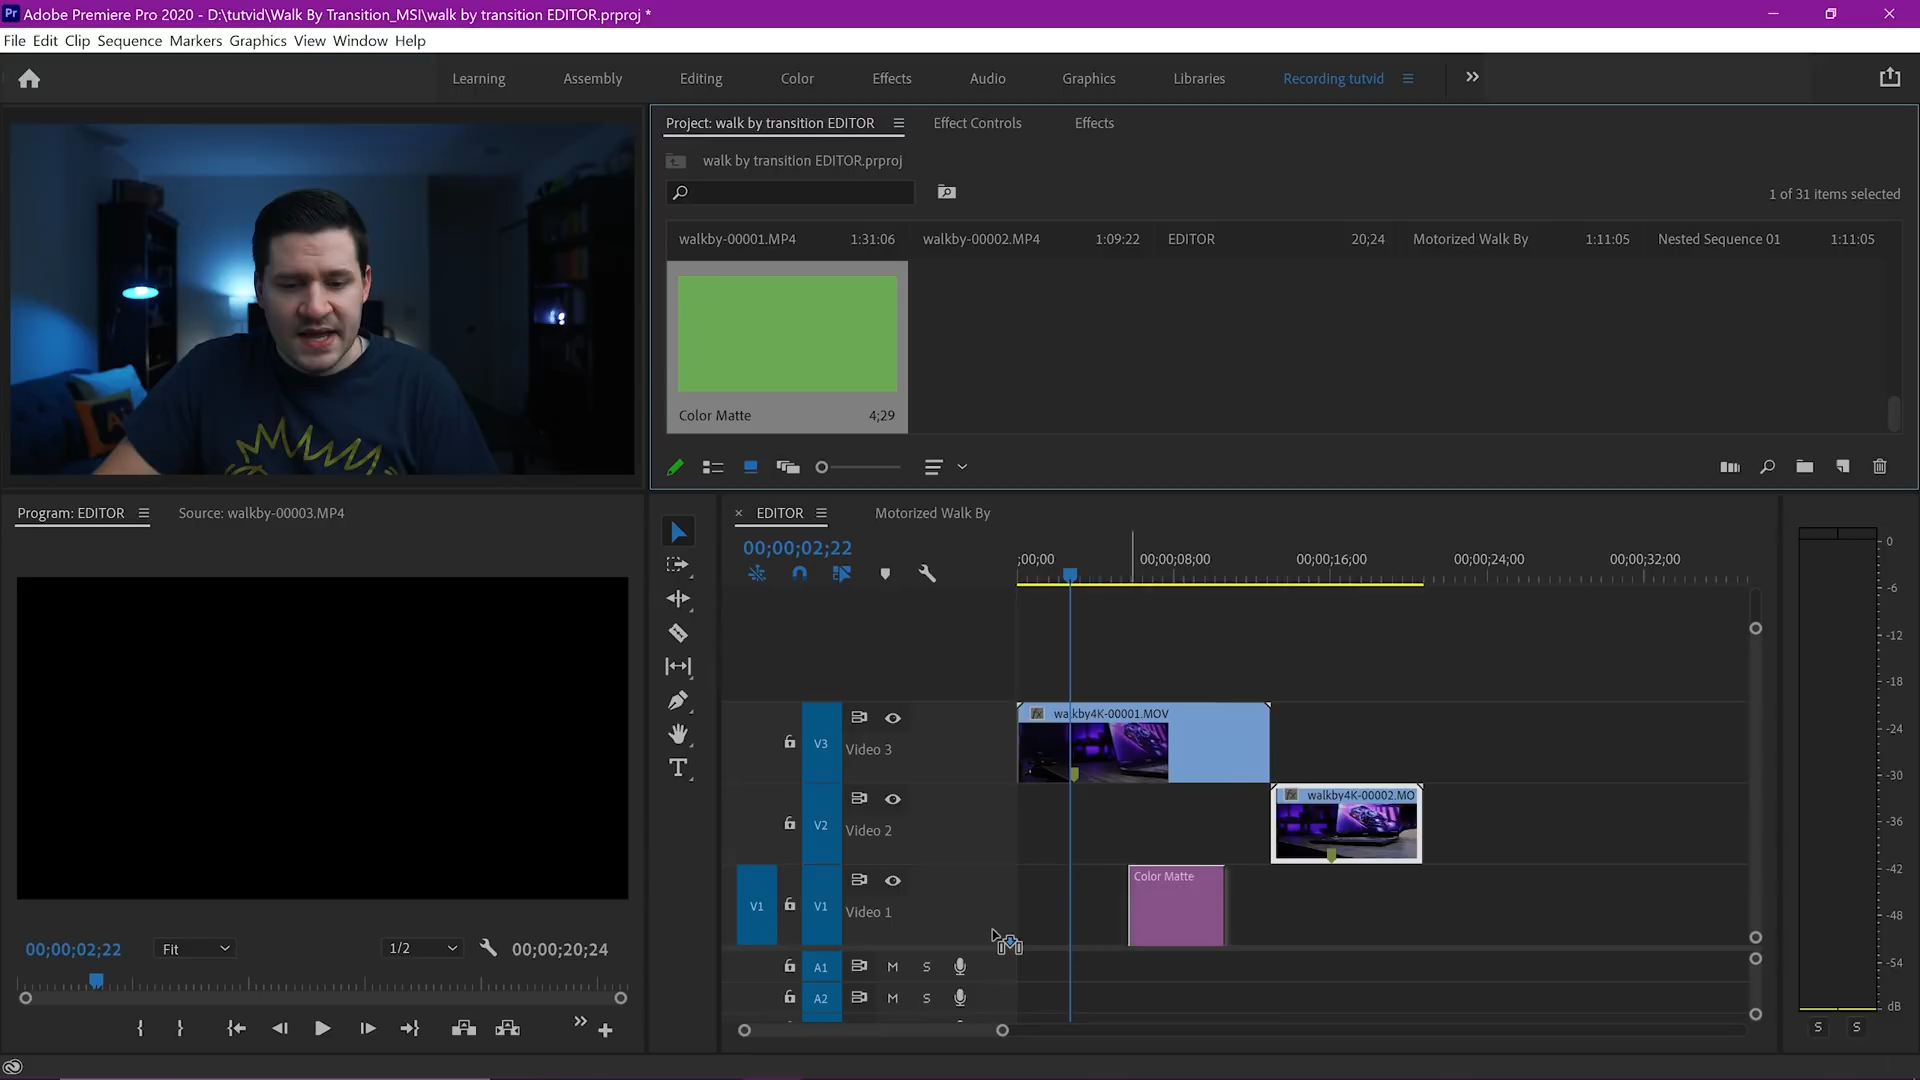 Pr Adobe Premiere Pro 2020 - D:\tutvid\Walk By Transition_MSI\walk by transition EDITOR.prproj *
File Edit Clip Sequence Markers Graphics View Window Help
Learning Assembly Editing Color Effects Audio Graphics Libraries Recording tutvid
Project: walk by transition EDITOR Effect Controls Effects
walk by transition EDITOR.prproj
1 of 31 items selected
walkby-00001.MP4 1:31:06 walkby-00002.MP4 1:09:22 EDITOR 20;24 Motorized Walk By 1:11:05 Nested Sequence 01 1:11:05
Color Matte 4;29
Program: EDITOR Source: walkby-00003.MP4
EDITOR Motorized Walk By
00;00;02;22
;00;00 00;00;08;00 00;00;16;00 00;00;24;00 00;00;32;00
V3 Video 3
fx walkby4K-00001.MOV
V2 Video 2
fx walkby4K-00002.MO
V1 V1 Video 1
Color Matte
A1 M S
A2 M S
00;00;02;22 Fit 1/2 00;00;20;24
0
-6
-12
-18
-24
-30
-36
-42
-48
-54
dB
S S